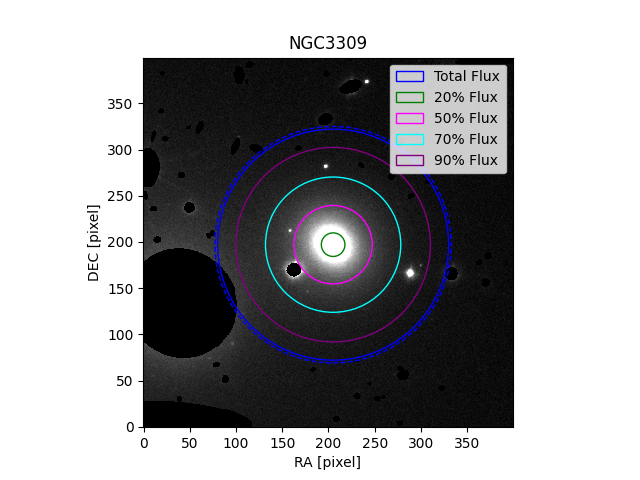 NGC3309
Total Flux
20% Flux
50% Flux
70% Flux
90% Flux
DEC [pixel]
350
300
250
200
150
100
50
0
0 50 100 150 200 250 300 350
RA [pixel]